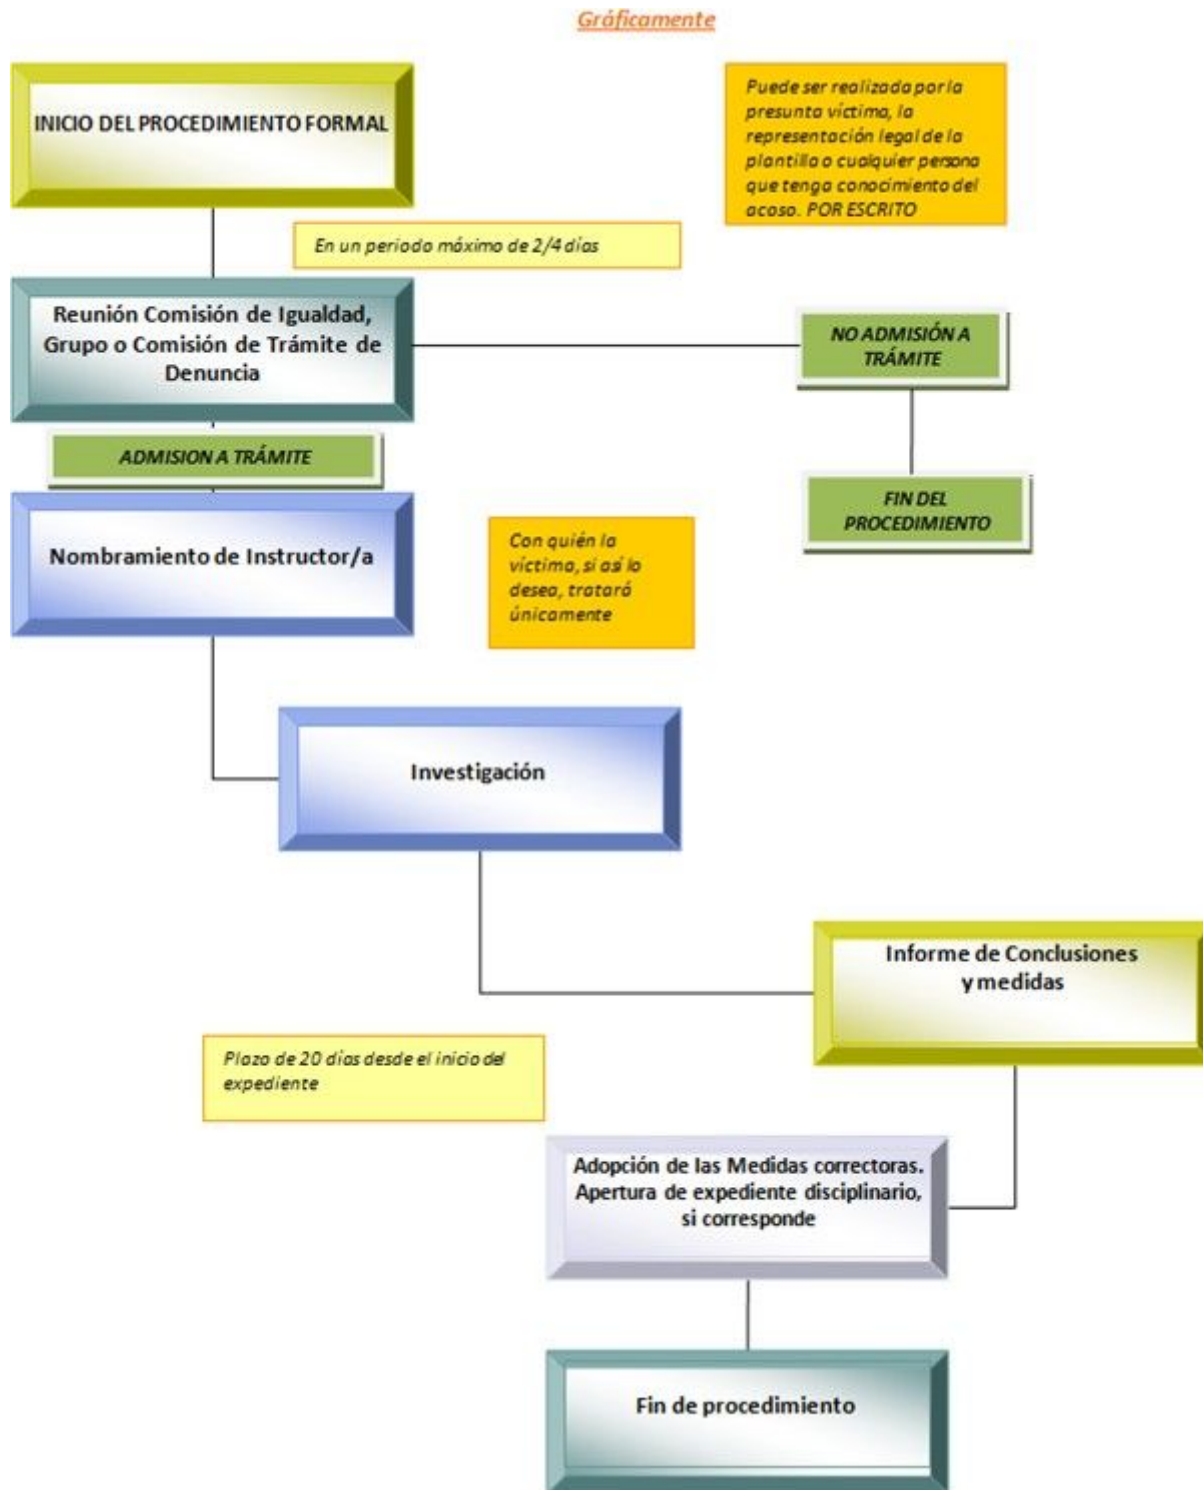 Gráficamente
INICIO DEL PROCEDIMIENTO FORMAL
Puede ser realizada por la
presunta víctima, la
representación legal de la
plantilla o cualquier persona
que tenga conocimiento del
acoso. POR ESCRITO
En un periodo máximo de 2/4 días
Reunión Comisión de Igualdad,
Grupo o Comisión de Trámite de
Denuncia
NO ADMISIÓN A
TRÁMITE
ADMISION A TRÁMITE
FIN DEL
PROCEDIMIENTO
Nombramiento de Instructor/a
Con quién la
víctima, si así lo
desea, tratará
únicamente
Investigación
Informe de Conclusiones
y medidas
Plazo de 20 días desde el inicio del
expediente
Adopción de las Medidas correctoras.
Apertura de expediente disciplinario,
si corresponde
Fin de procedimiento